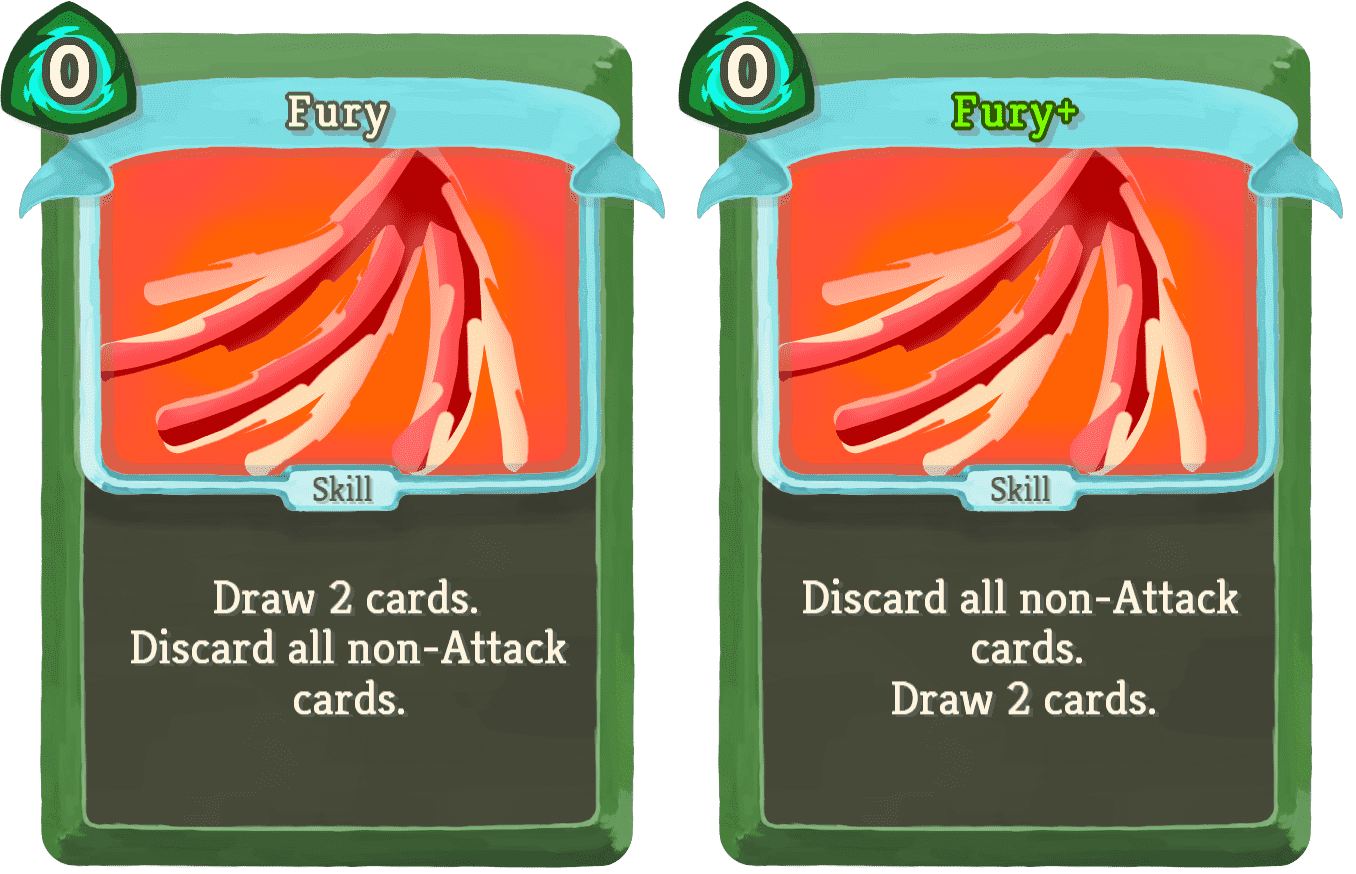 0
Fury
Skill
Draw 2 cards.
Discard all non-Attack
cards.
0
Fury+
Skill
Discard all non-Attack
cards.
Draw 2 cards.